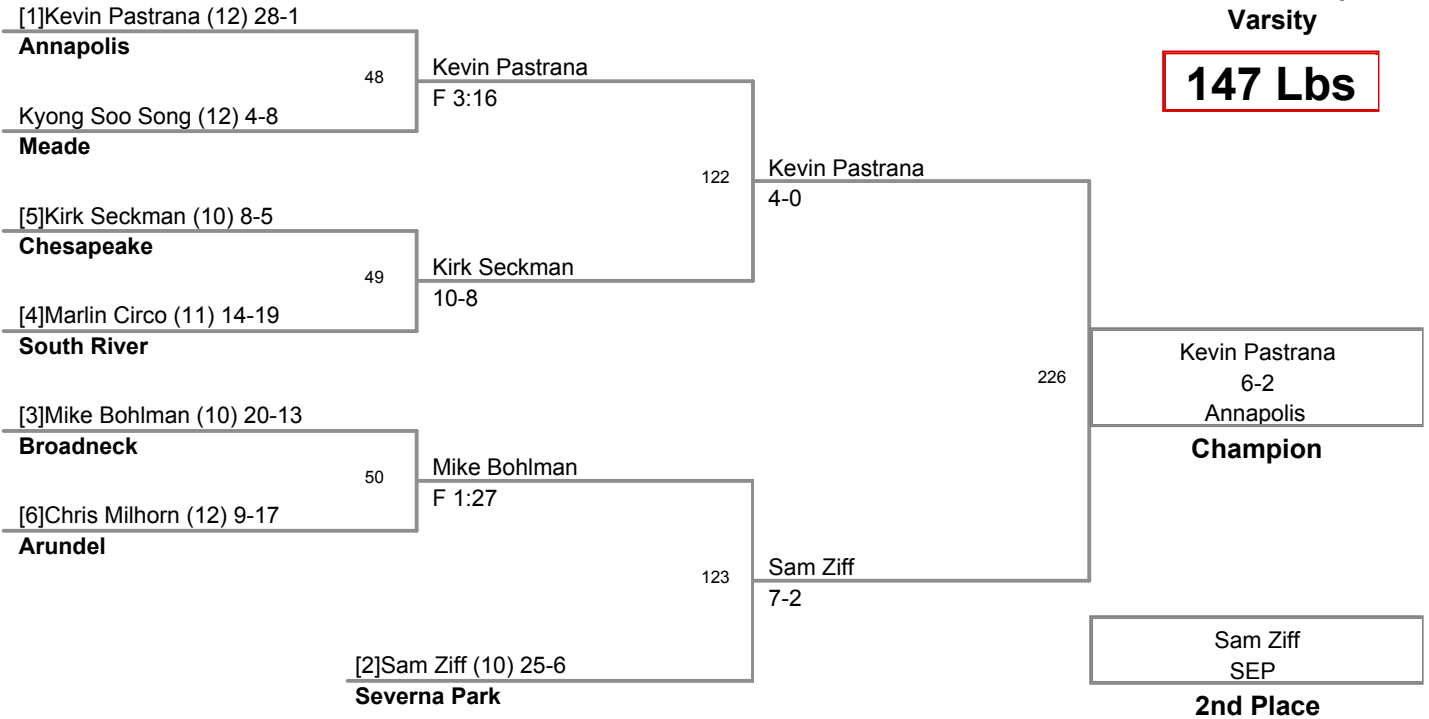 Varsity
147 Lbs
[1]Kevin Pastrana (12) 28-1
Annapolis
48
Kevin Pastrana
F 3:16
Kyong Soo Song (12) 4-8
Meade
122
Kevin Pastrana
4-0
[5]Kirk Seckman (10) 8-5
Chesapeake
49
Kirk Seckman
10-8
[4]Marlin Circo (11) 14-19
South River
226
Kevin Pastrana
6-2
Annapolis
Champion
[3]Mike Bohlman (10) 20-13
Broadneck
50
Mike Bohlman
F 1:27
[6]Chris Milhorn (12) 9-17
Arundel
123
Sam Ziff
7-2
[2]Sam Ziff (10) 25-6
Severna Park
Sam Ziff
SEP
2nd Place